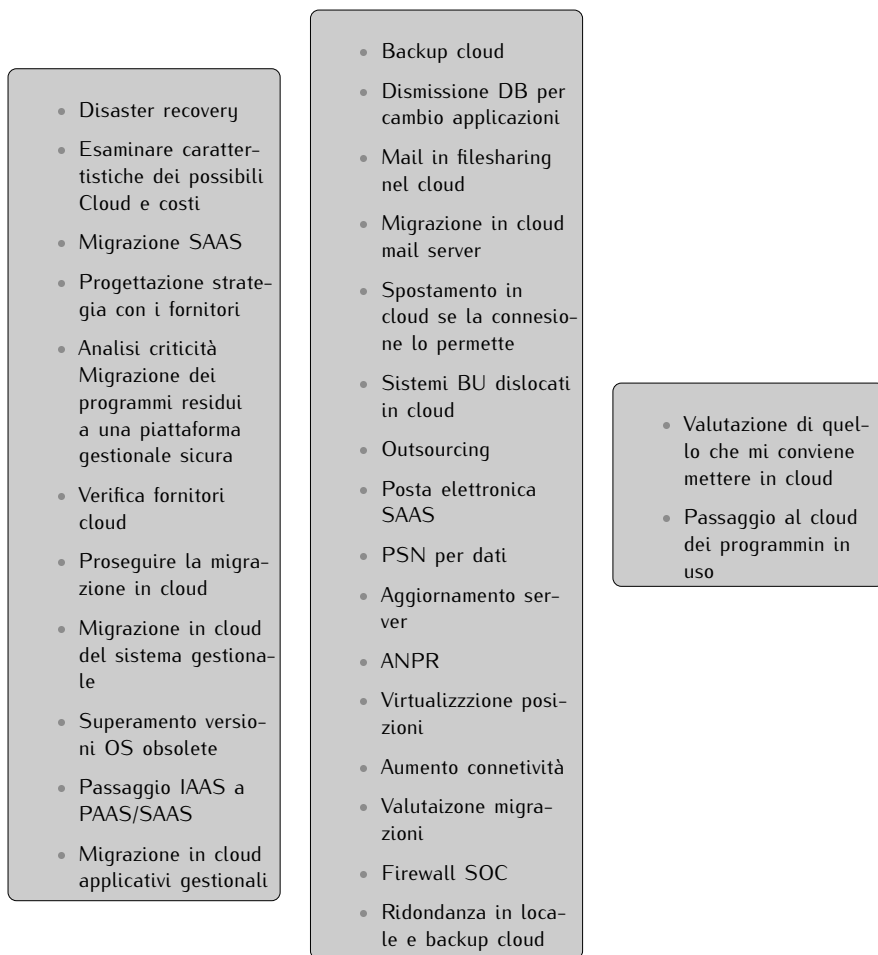 Disaster recovery
Esaminare caratter-
tistiche dei possibili
Cloud e costi
Migrazione SAAS
Progettazione strate-
gia con i fornitori
Analisi criticità
Migrazione dei
programmi residui
a una piattaforma
gestionale sicura
Verifica fornitori
cloud
Proseguire la migra-
zione in cloud
Migrazione in cloud
del sistema gestiona-
le
Superamento versio-
ni OS obsolete
Passaggio IAAS a
PAAS/SAAS
Migrazione in cloud
applicativi gestionali
Backup cloud
Dismissione DB per
cambio applicazioni
Mail in filesharing
nel cloud
Migrazione in cloud
mail server
Spostamento in
cloud se la connesio-
ne lo permette
Sistemi BU dislocati
in cloud
Outsourcing
Posta elettronica
SAAS
PSN per dati
Aggiornamento ser-
ver
ANPR
Virtualizzzione posi-
zioni
Aumento connetività
Valutaizone migra-
zioni
Firewall SOC
Ridondanza in loca-
le e backup cloud
Valutazione di quel-
lo che mi conviene
mettere in cloud
Passaggio al cloud
dei programmin in
uso